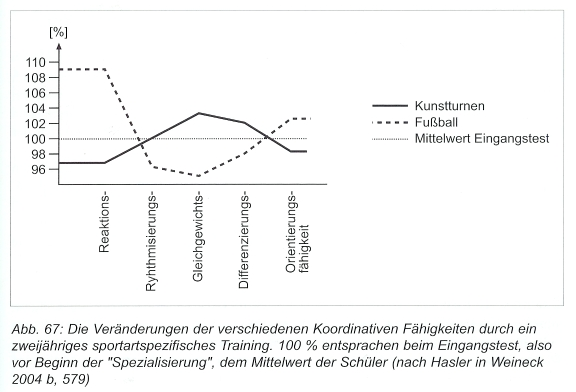 [%]
110
108
106
104
102
100
98
96
Reaktions-
Ryhthmisierungs-
Gleichgewichts-
Differenzierungs-
Orientierungs-
fähigkeit
Kunstturnen
Fußball
Mittelwert Eingangstest
Abb. 67: Die Veränderungen der verschiedenen Koordinativen Fähigkeiten durch ein
zweijähriges sportartspezifisches Training. 100 % entsprachen beim Eingangstest, also
vor Beginn der "Spezialisierung", dem Mittelwert der Schüler (nach Hasler in Weineck
2004 b, 579)